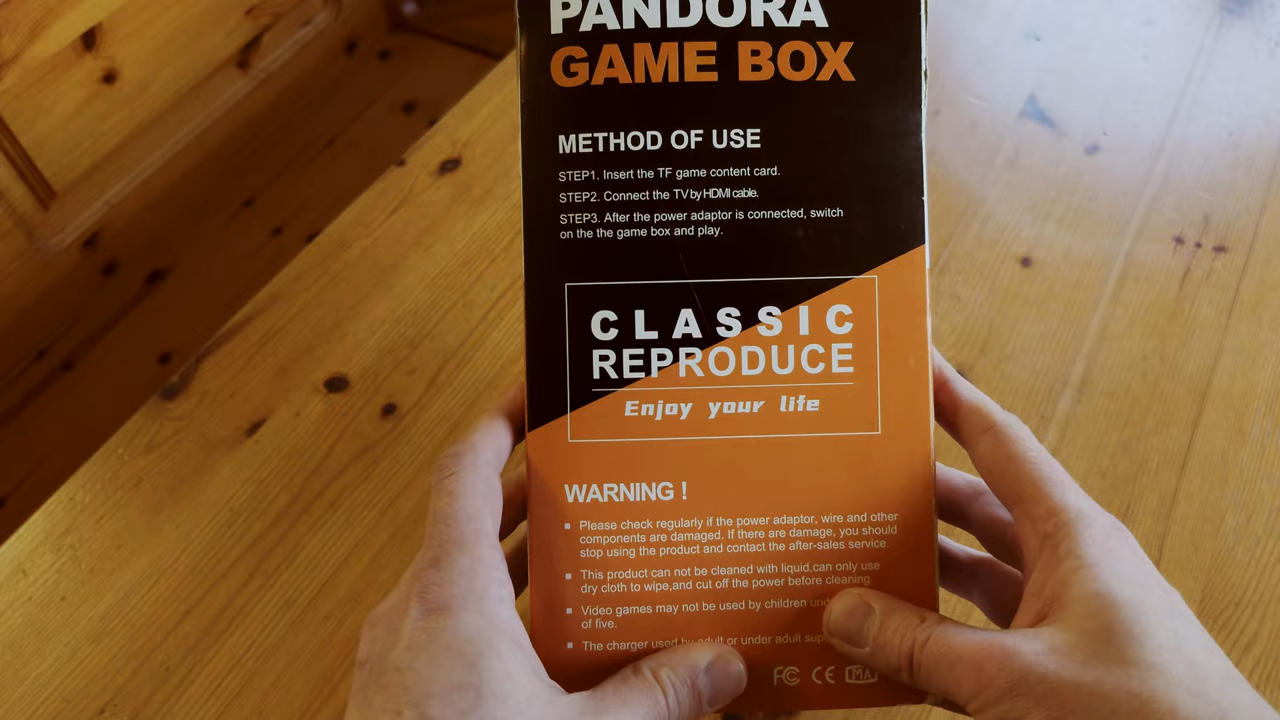 PANDORA
GAME BOX
METHOD OF USE
STEP1. Insert the TF game content card.
STEP2. Connect the TV by HDMI cable.
STEP3. After the power adaptor is connected, switch
on the the game box and play.
CLASSIC
REPRODUCE
Enjoy your life
WARNING !
Please check regularly if the power adaptor, wire and other
components are damaged. If there are damage, you should
stop using the product and contact the after-sales service.
This product can not be cleaned with liquid,can only use
dry cloth to wipe,and cut off the power before cleaning.
Video games may not be used by children
of five.
The charger used by adult or under adult
FC CE